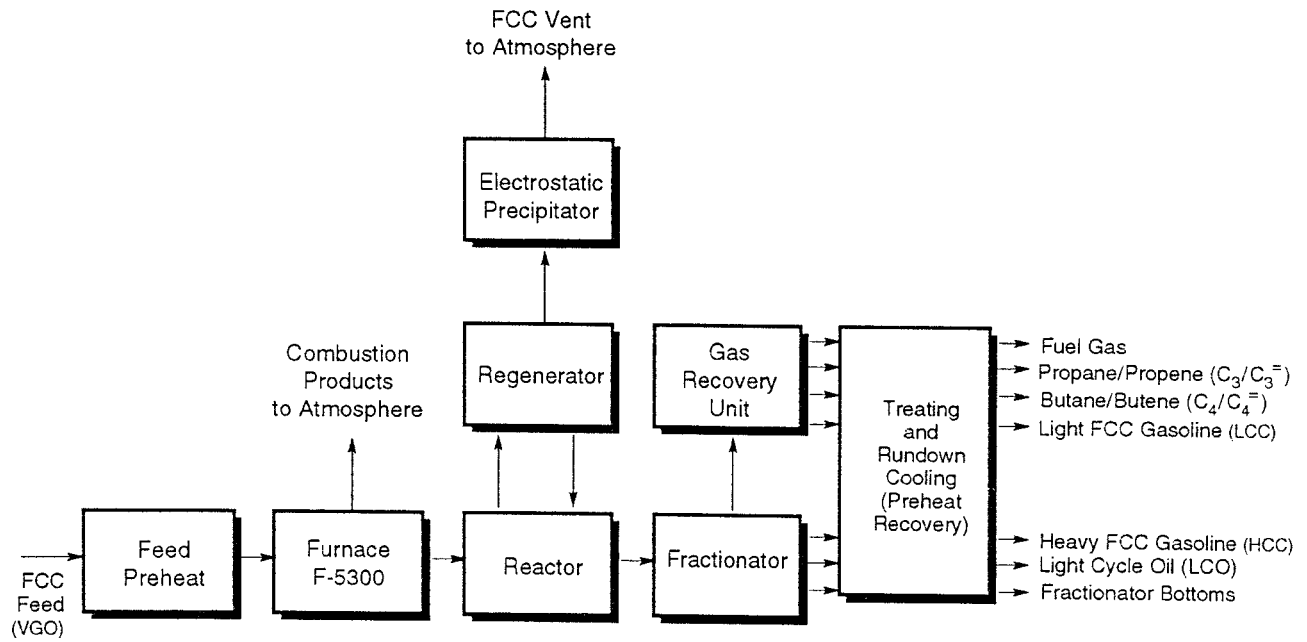 FCC Vent
to Atmosphere
Electrostatic
Precipitator
Regenerator
Combustion
Products
to Atmosphere
Gas
Recovery
Unit
Treating
and
Rundown
Cooling
(Preheat
Recovery)
Fuel Gas
Propane/Propene (C₃/C₃⁼)
Butane/Butene (C₄/C₄⁼)
Light FCC Gasoline (LCC)
FCC
Feed
(VGO)
Feed
Preheat
Furnace
F-5300
Reactor
Fractionator
Heavy FCC Gasoline (HCC)
Light Cycle Oil (LCO)
Fractionator Bottoms